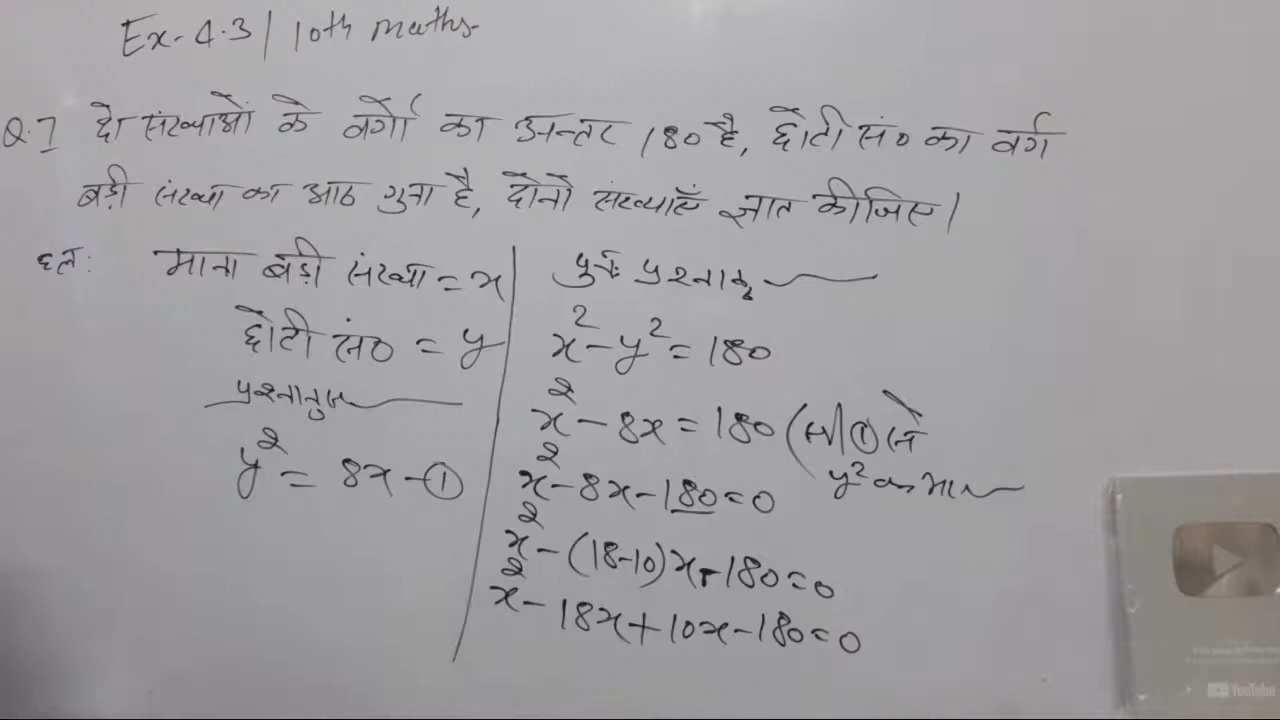 Ex- 4.3 | 10th maths
Q.7 दो संख्याओं के वर्गों का अन्तर 180 है, छोटी सं० का वर्ग
बड़ी संख्या का आठ गुना है, दोनों संख्याएँ ज्ञात कीजिए।
हल: माना बड़ी संख्या = x
छोटी सं० = y
प्रश्नानुसार
y² = 8x - ①
पुनः प्रश्नानु
x² - y² = 180
x² - 8x = 180 (समी ① से
y² का मान
x² - 8x - 180 = 0
x² - (18-10)x - 180 = 0
x² - 18x + 10x - 180 = 0
YouTube